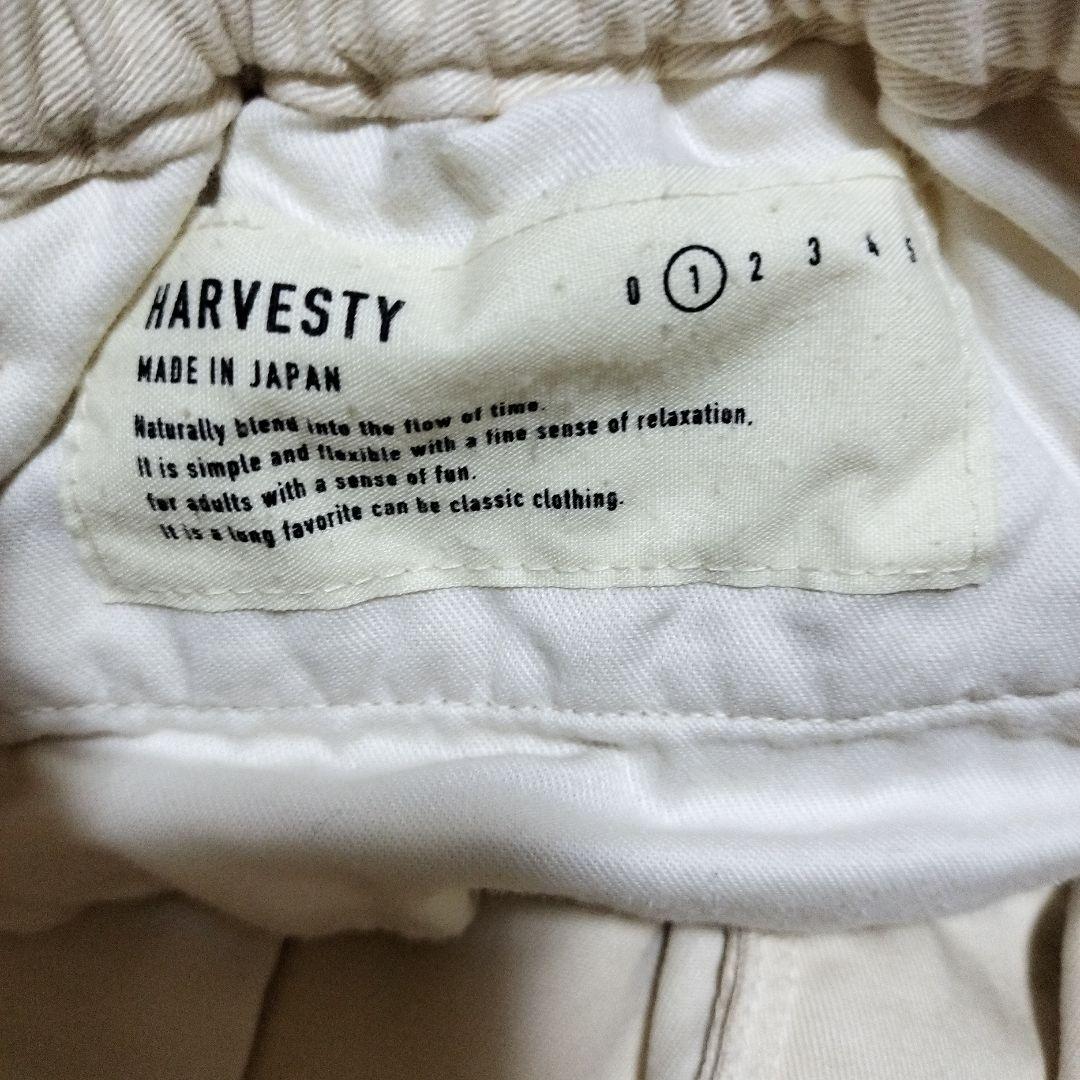 HARVESTY
0 1 2 3 4 5
MADE IN JAPAN
Naturally blend into the flow of time.
It is simple and flexible with a fine sense of relaxation,
for adults with a sense of fun.
It is a long favorite can be classic clothing.